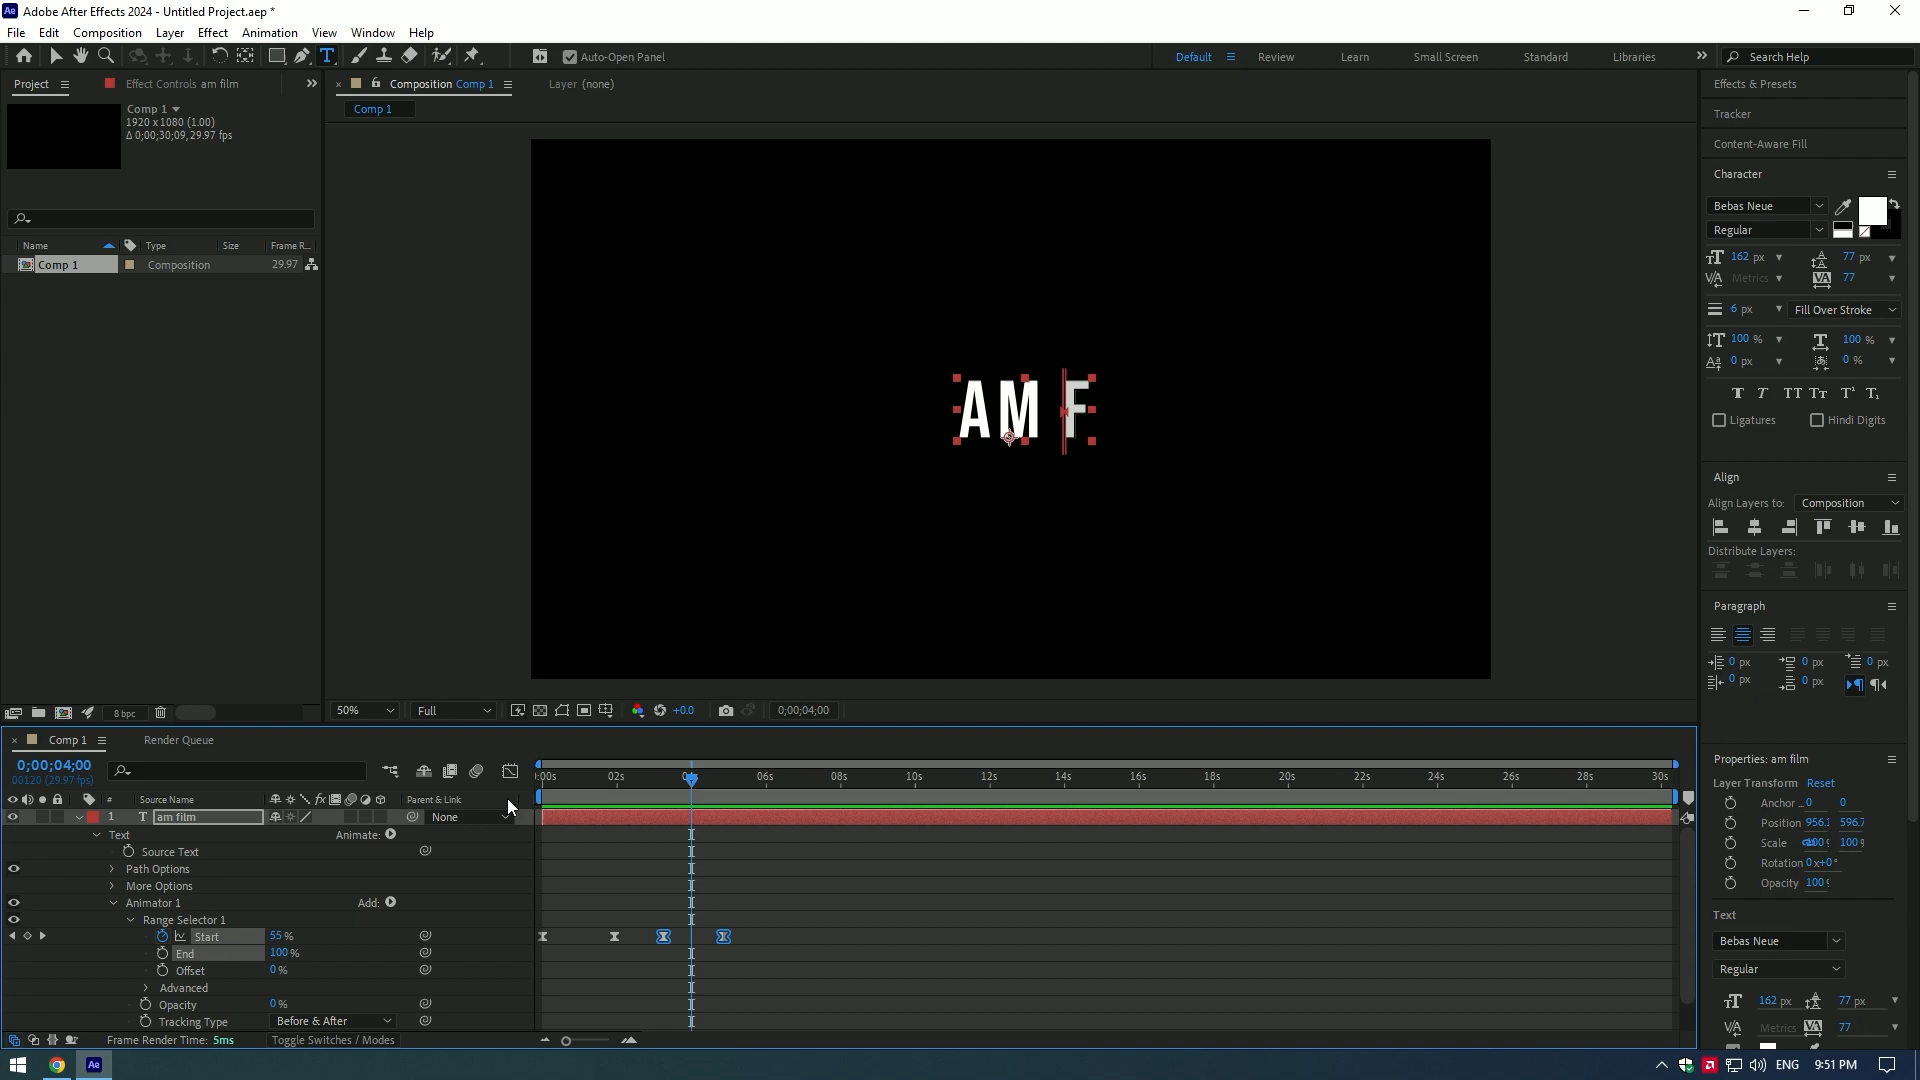 Adobe After Effects 2024 - Untitled Project.aep *
File Edit Composition Layer Effect Animation View Window Help
Auto-Open Panel
Default Review Learn Small Screen Standard Libraries
Search Help
Project
Effect Controls am film
Composition Comp 1
Layer (none)
Comp 1
Comp 1
1920 x 1080 (1.00)
Δ 0;00;30;09, 29.97 fps
Name Type Size Frame R...
Comp 1 Composition 29.97
AM F
8 bpc
50% Full +0.0 0;00;04;00
Effects & Presets
Tracker
Content-Aware Fill
Character
Bebas Neue
Regular
162 px 77 px
Metrics 77
6 px Fill Over Stroke
100 % 100 %
0 px 0 %
Ligatures Hindi Digits
Align
Align Layers to: Composition
Distribute Layers:
Paragraph
0 px 0 px 0 px
0 px 0 px
Properties: am film
Layer Transform Reset
Anchor .. 0 0
Position 956.1 596.7
Scale 100 100
Rotation 0x+0°
Opacity 100
Text
Bebas Neue
Regular
162 px 77 px
Metrics 77
Comp 1 Render Queue
0;00;04;00
00120 (29.97 fps)
:00s 02s 06s 08s 10s 12s 14s 16s 18s 20s 22s 24s 26s 28s 30s
# Source Name Parent & Link
1 T am film None
Text Animate:
Source Text
Path Options
More Options
Animator 1 Add:
Range Selector 1
Start 55 %
End 100 %
Offset 0 %
Advanced
Opacity 0 %
Tracking Type Before & After
Frame Render Time: 5ms Toggle Switches / Modes
ENG 9:51 PM